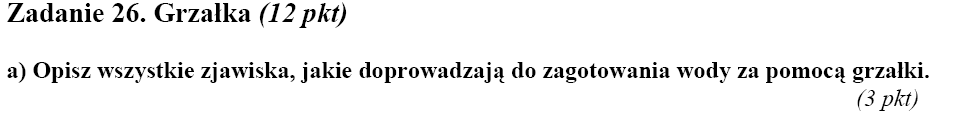 Zadanie 26. Grzałka (12 pkt)
a) Opisz wszystkie zjawiska, jakie doprowadzają do zagotowania wody za pomocą grzałki.
(3 pkt)